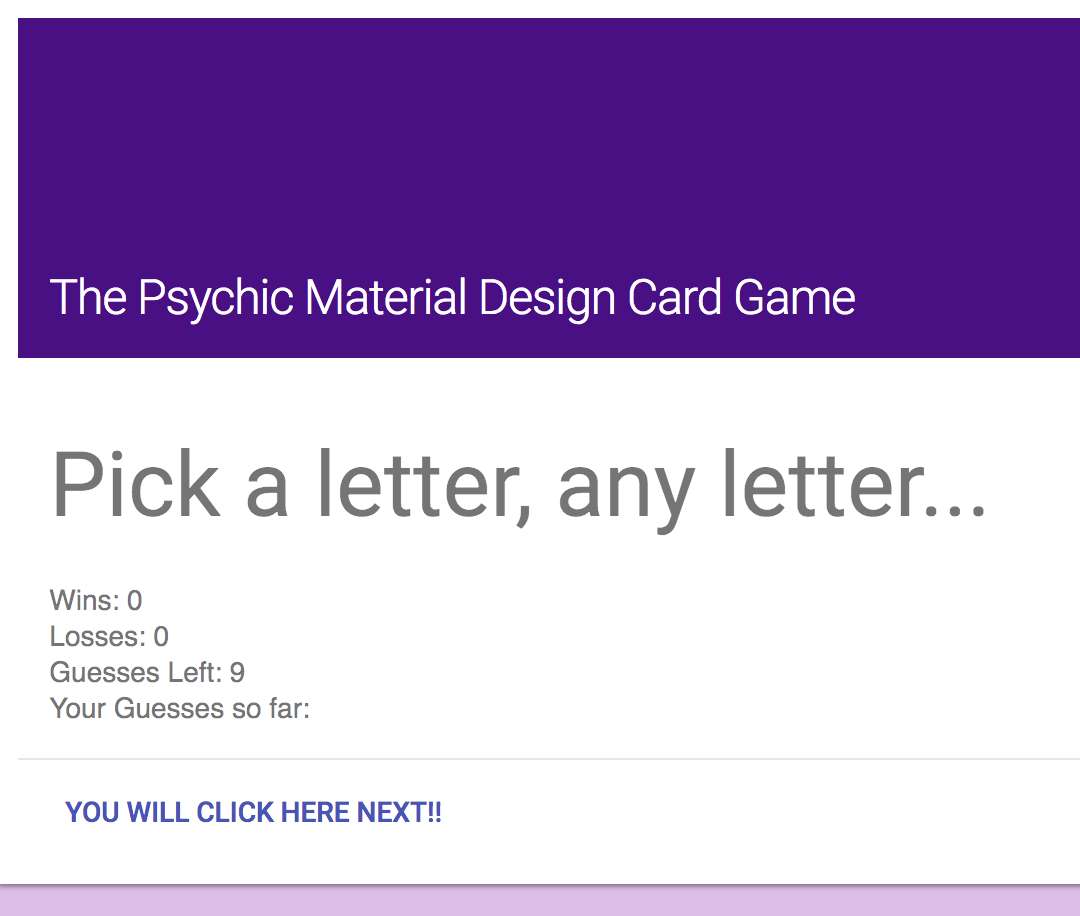 The Psychic Material Design Card Game
Pick a letter, any letter...
Wins: 0
Losses: 0
Guesses Left: 9
Your Guesses so far:
YOU WILL CLICK HERE NEXT!!